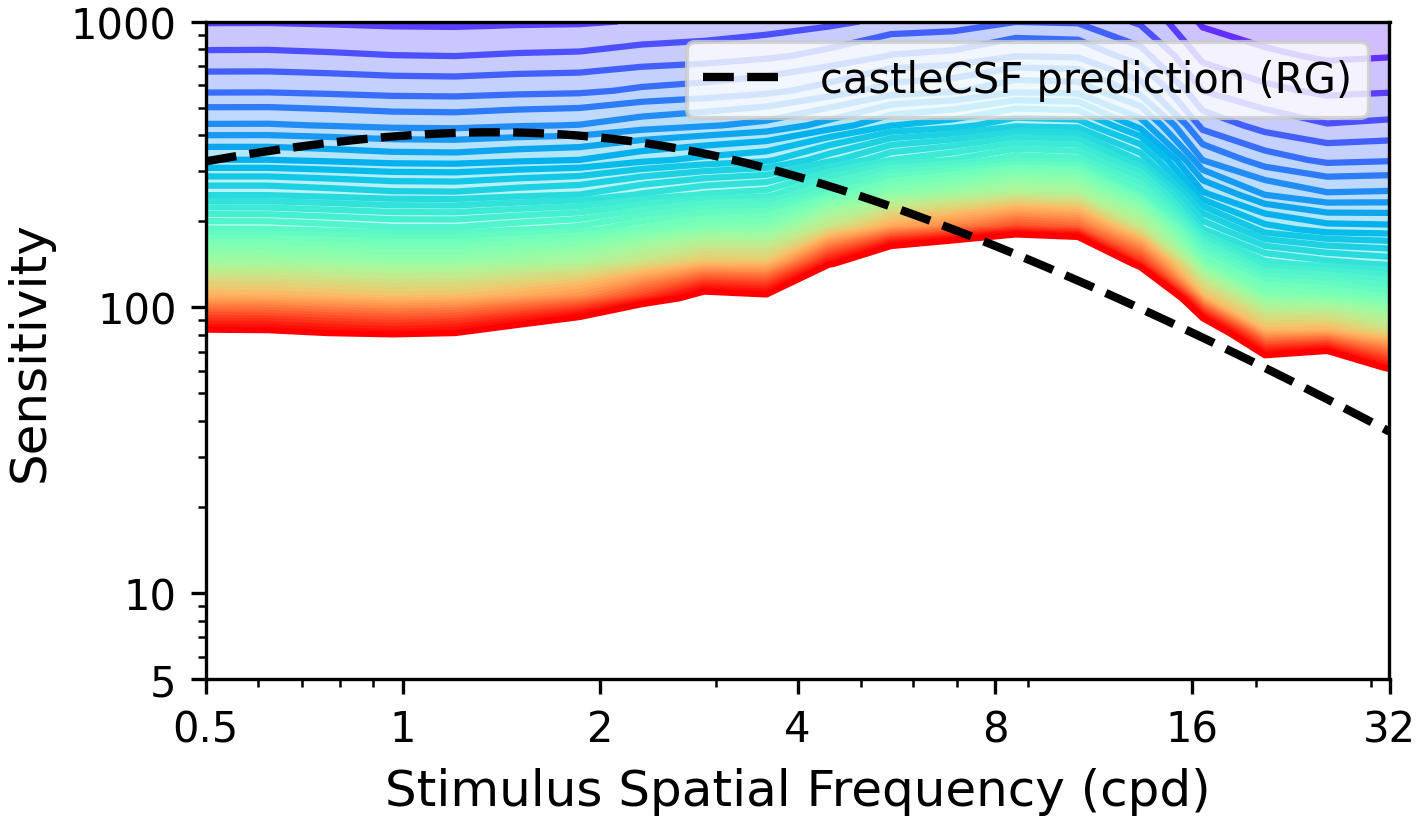 1000
100
10
5
Sensitivity
castleCSF prediction (RG)
0.5 1 2 4 8 16 32
Stimulus Spatial Frequency (cpd)